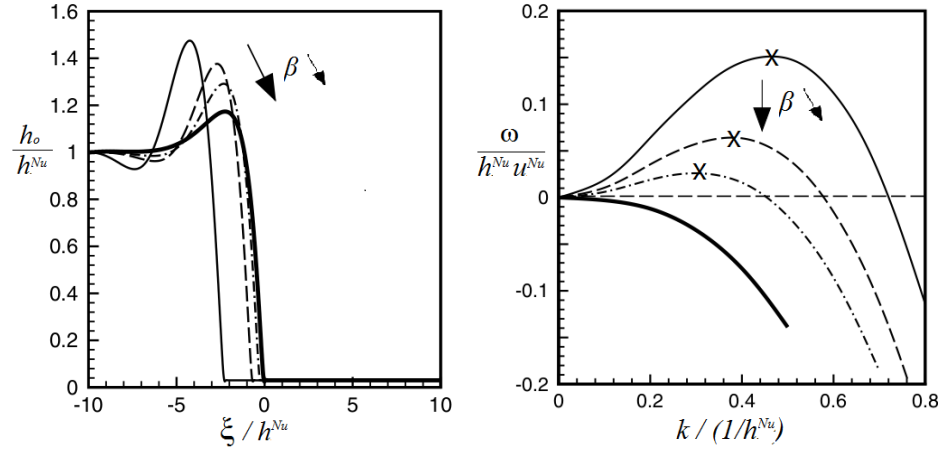 1.6
1.4
1.2
1
0.8
0.6
0.4
0.2
0
h_o / h^Nu
β
-10 -5 0 5 10
ξ / h^Nu
0.2
0.1
0
-0.1
-0.2
ω / h^Nu u^Nu
X X X
β
0 0.2 0.4 0.6 0.8
k / (1/h^Nu)